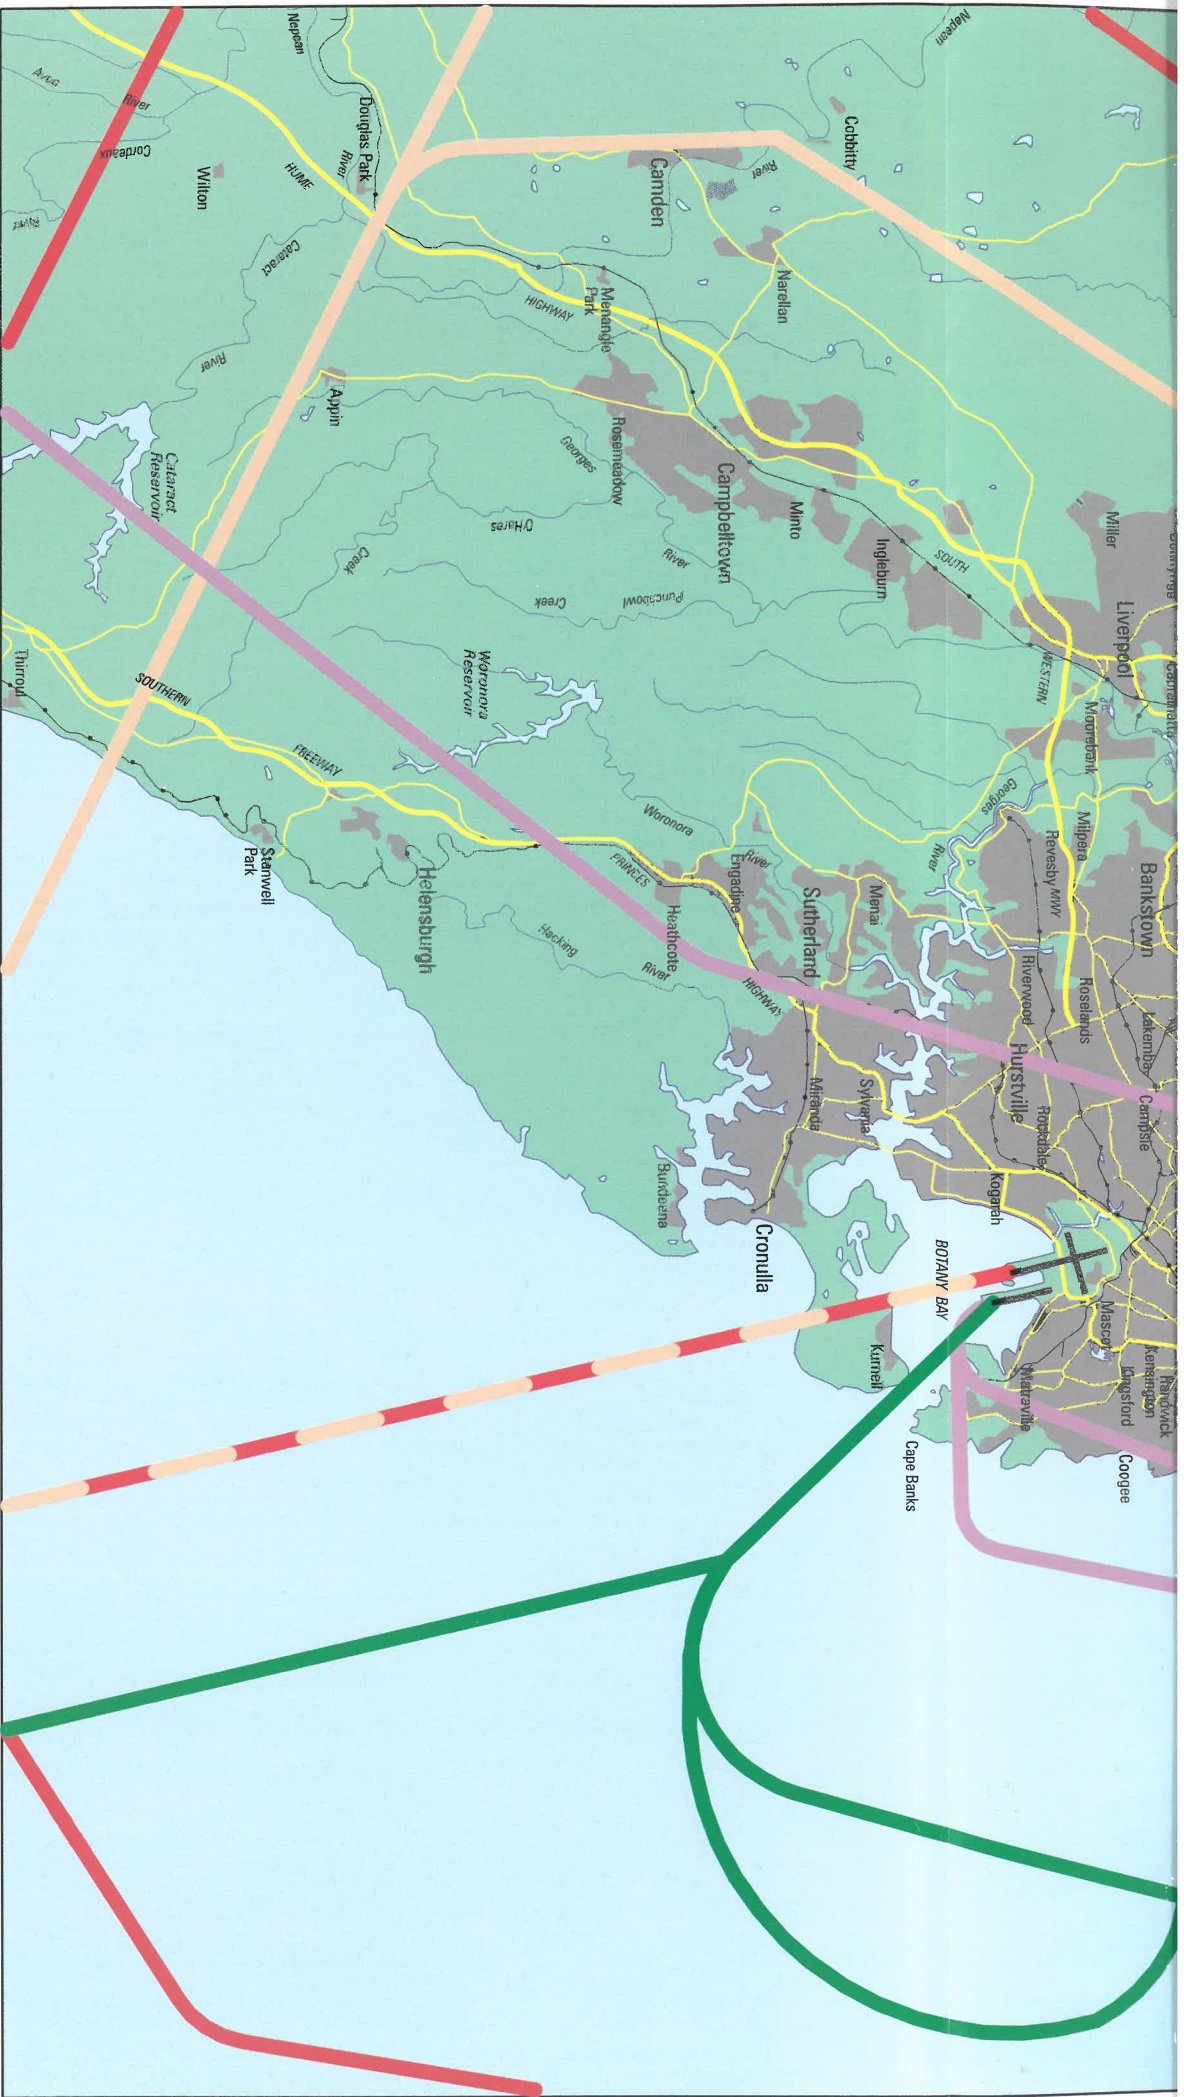 Nepean
Nepean
Avon
River
Cordeaux
River
Wilton
HUME
Douglas Park
River
Cataract
River
Cobbitty
River
Camden
Narellan
Menangle
Park
HIGHWAY
Appin
Cataract
Reservoir
Rosemeadow
Georges
Campbelltown
Minto
Ingleburn
SOUTH
Miller
O'Hares
Creek
River
Punchbowl
Creek
Liverpool
WESTERN
Cabramatta
Moorebank
Woronora
Reservoir
Thirroul
SOUTHERN
FREEWAY
Stanwell
Park
Helensburgh
Woronora
River
PRINCES
Engadine
Heathcote
HIGHWAY
Hacking
River
Georges
River
Milpera
Revesby
MWY
Bankstown
Menai
Sutherland
Riverwood
Roselands
Lakemba
Hurstville
Campsie
Miranda
Sylvania
Rockdale
Kogarah
Bundeena
Cronulla
BOTANY BAY
Kurnell
Mascot
Kensington
Randwick
Kingsford
Matraville
Coogee
Cape Banks